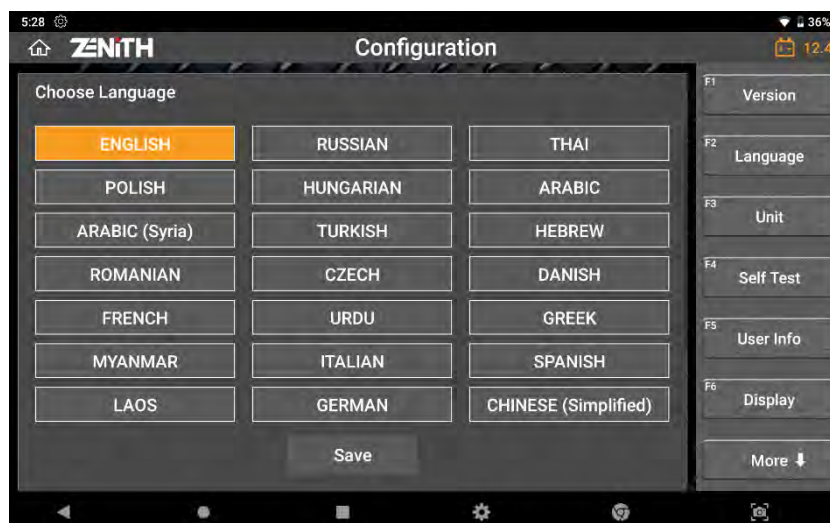 5:28 36%
ZENITH Configuration 12.4
Choose Language
ENGLISH RUSSIAN THAI
POLISH HUNGARIAN ARABIC
ARABIC (Syria) TURKISH HEBREW
ROMANIAN CZECH DANISH
FRENCH URDU GREEK
MYANMAR ITALIAN SPANISH
LAOS GERMAN CHINESE (Simplified)
Save
F1 Version
F2 Language
F3 Unit
F4 Self Test
F5 User Info
F6 Display
More